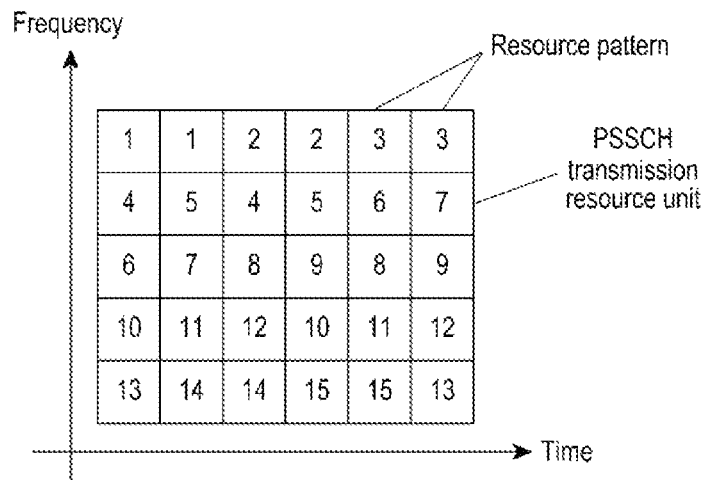 Frequency
Resource pattern
1 1 2 2 3 3
PSSCH
transmission
resource unit
4 5 4 5 6 7
6 7 8 9 8 9
10 11 12 10 11 12
13 14 14 15 15 13
Time